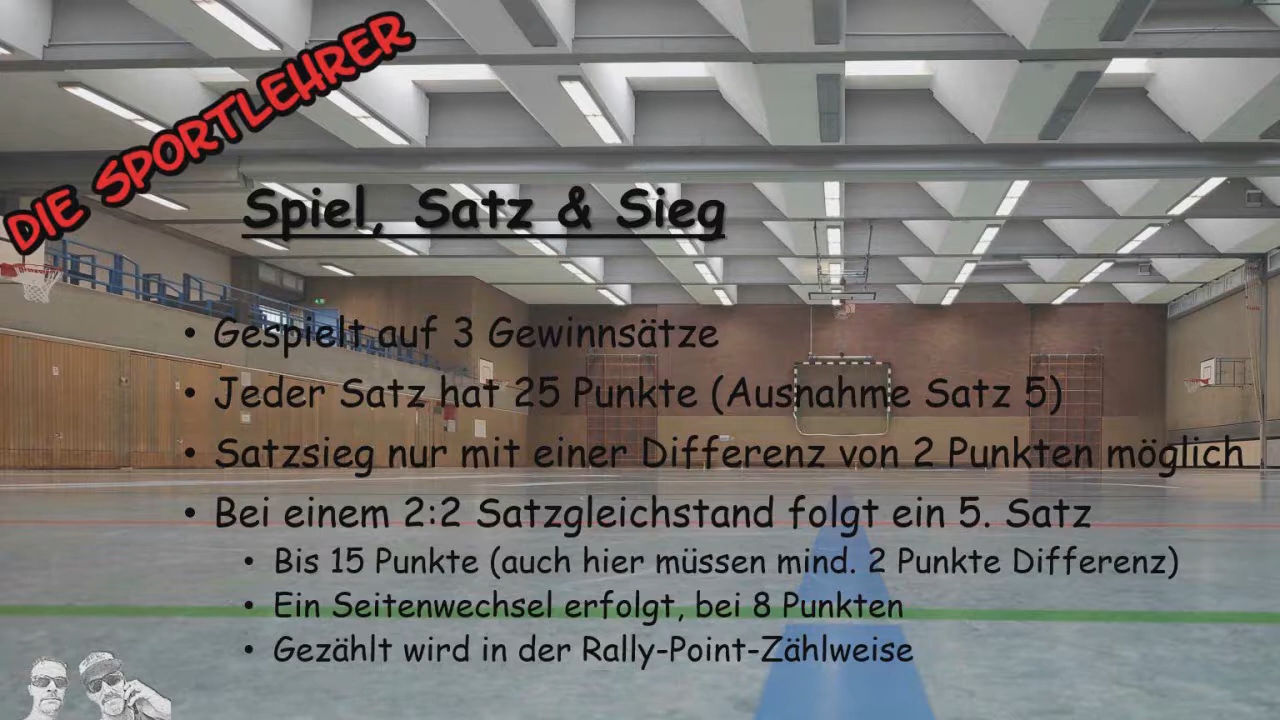 DIE SPORTLEHRER
Spiel, Satz & Sieg
• Gespielt auf 3 Gewinnsätze
• Jeder Satz hat 25 Punkte (Ausnahme Satz 5)
• Satzsieg nur mit einer Differenz von 2 Punkten möglich
• Bei einem 2:2 Satzgleichstand folgt ein 5. Satz
• Bis 15 Punkte (auch hier müssen mind. 2 Punkte Differenz)
• Ein Seitenwechsel erfolgt, bei 8 Punkten
• Gezählt wird in der Rally-Point-Zählweise